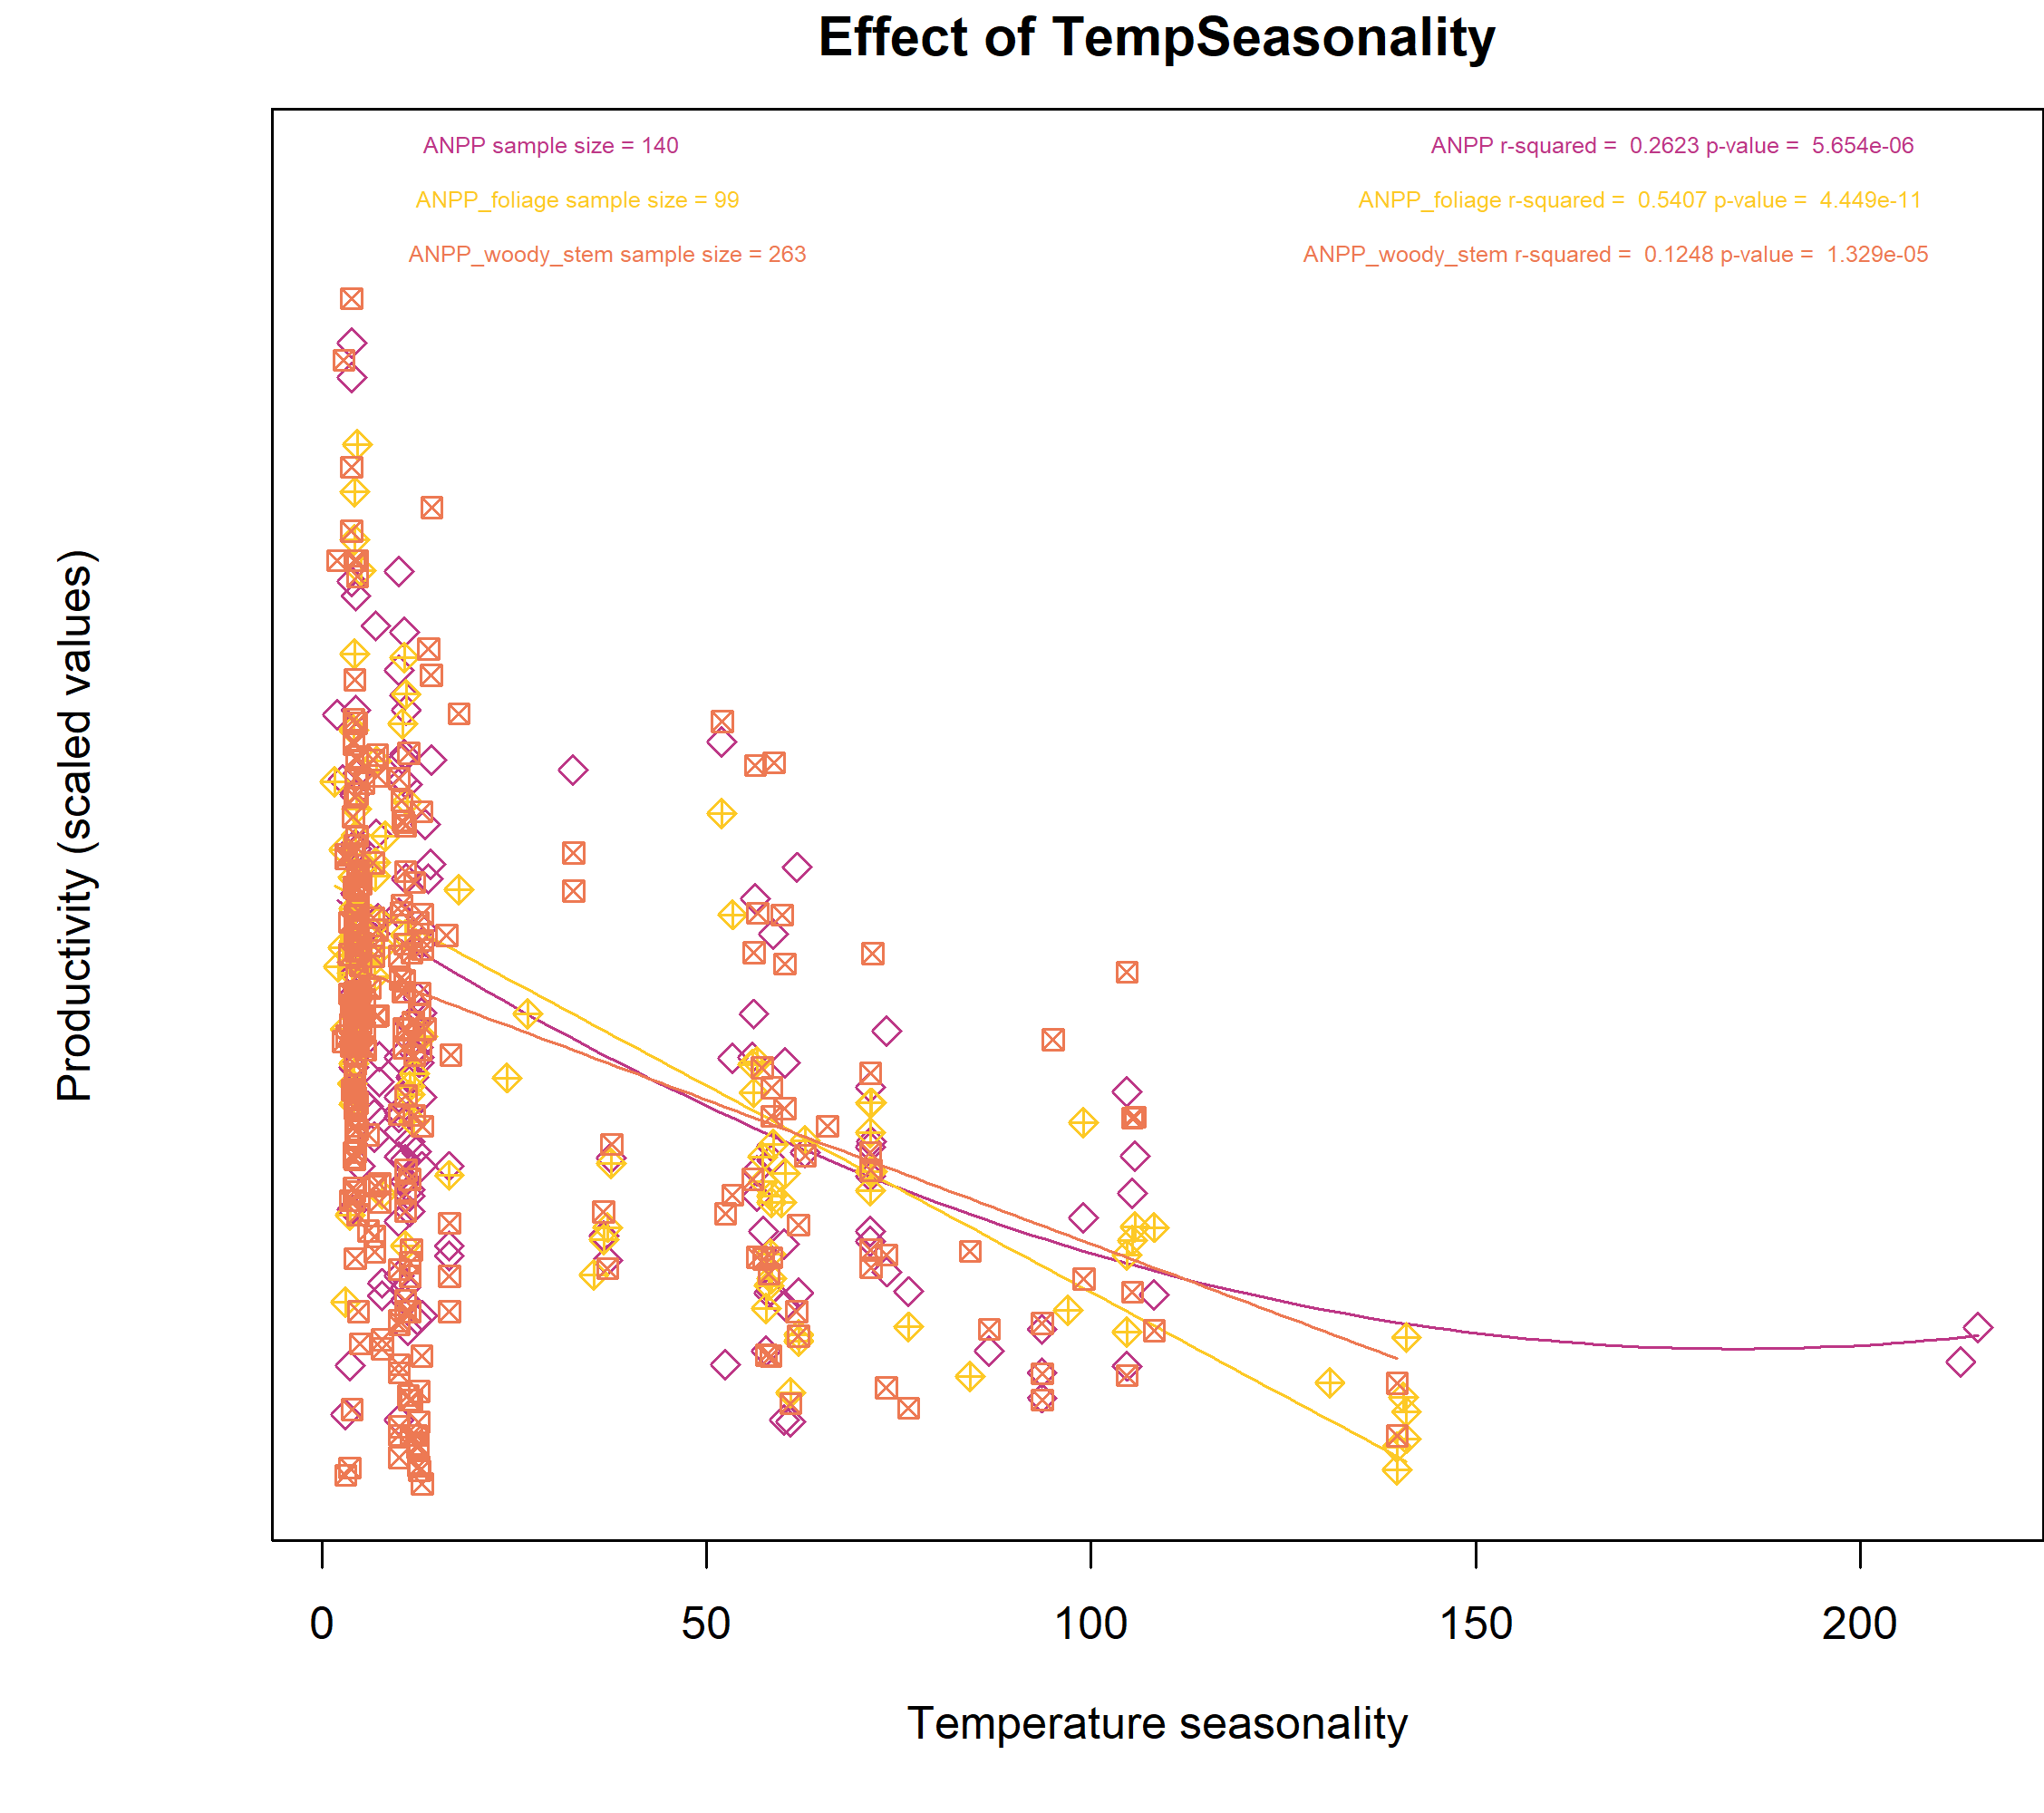 Effect of TempSeasonality
ANPP sample size = 140
ANPP r-squared = 0.2623 p-value = 5.654e-06
ANPP_foliage sample size = 99
ANPP_foliage r-squared = 0.5407 p-value = 4.449e-11
ANPP_woody_stem sample size = 263
ANPP_woody_stem r-squared = 0.1248 p-value = 1.329e-05
Productivity (scaled values)
0 50 100 150 200
Temperature seasonality